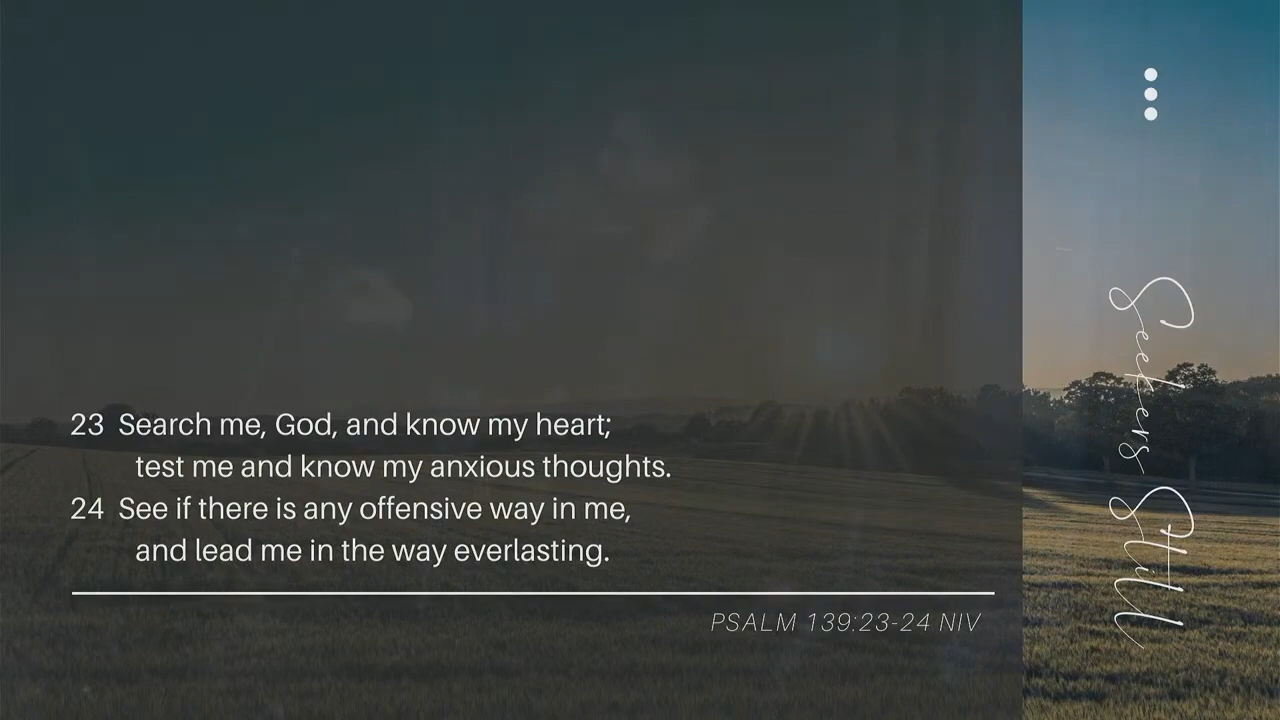 23 Search me, God, and know my heart;
test me and know my anxious thoughts.
24 See if there is any offensive way in me,
and lead me in the way everlasting.
PSALM 139:23-24 NIV
Seekers Still